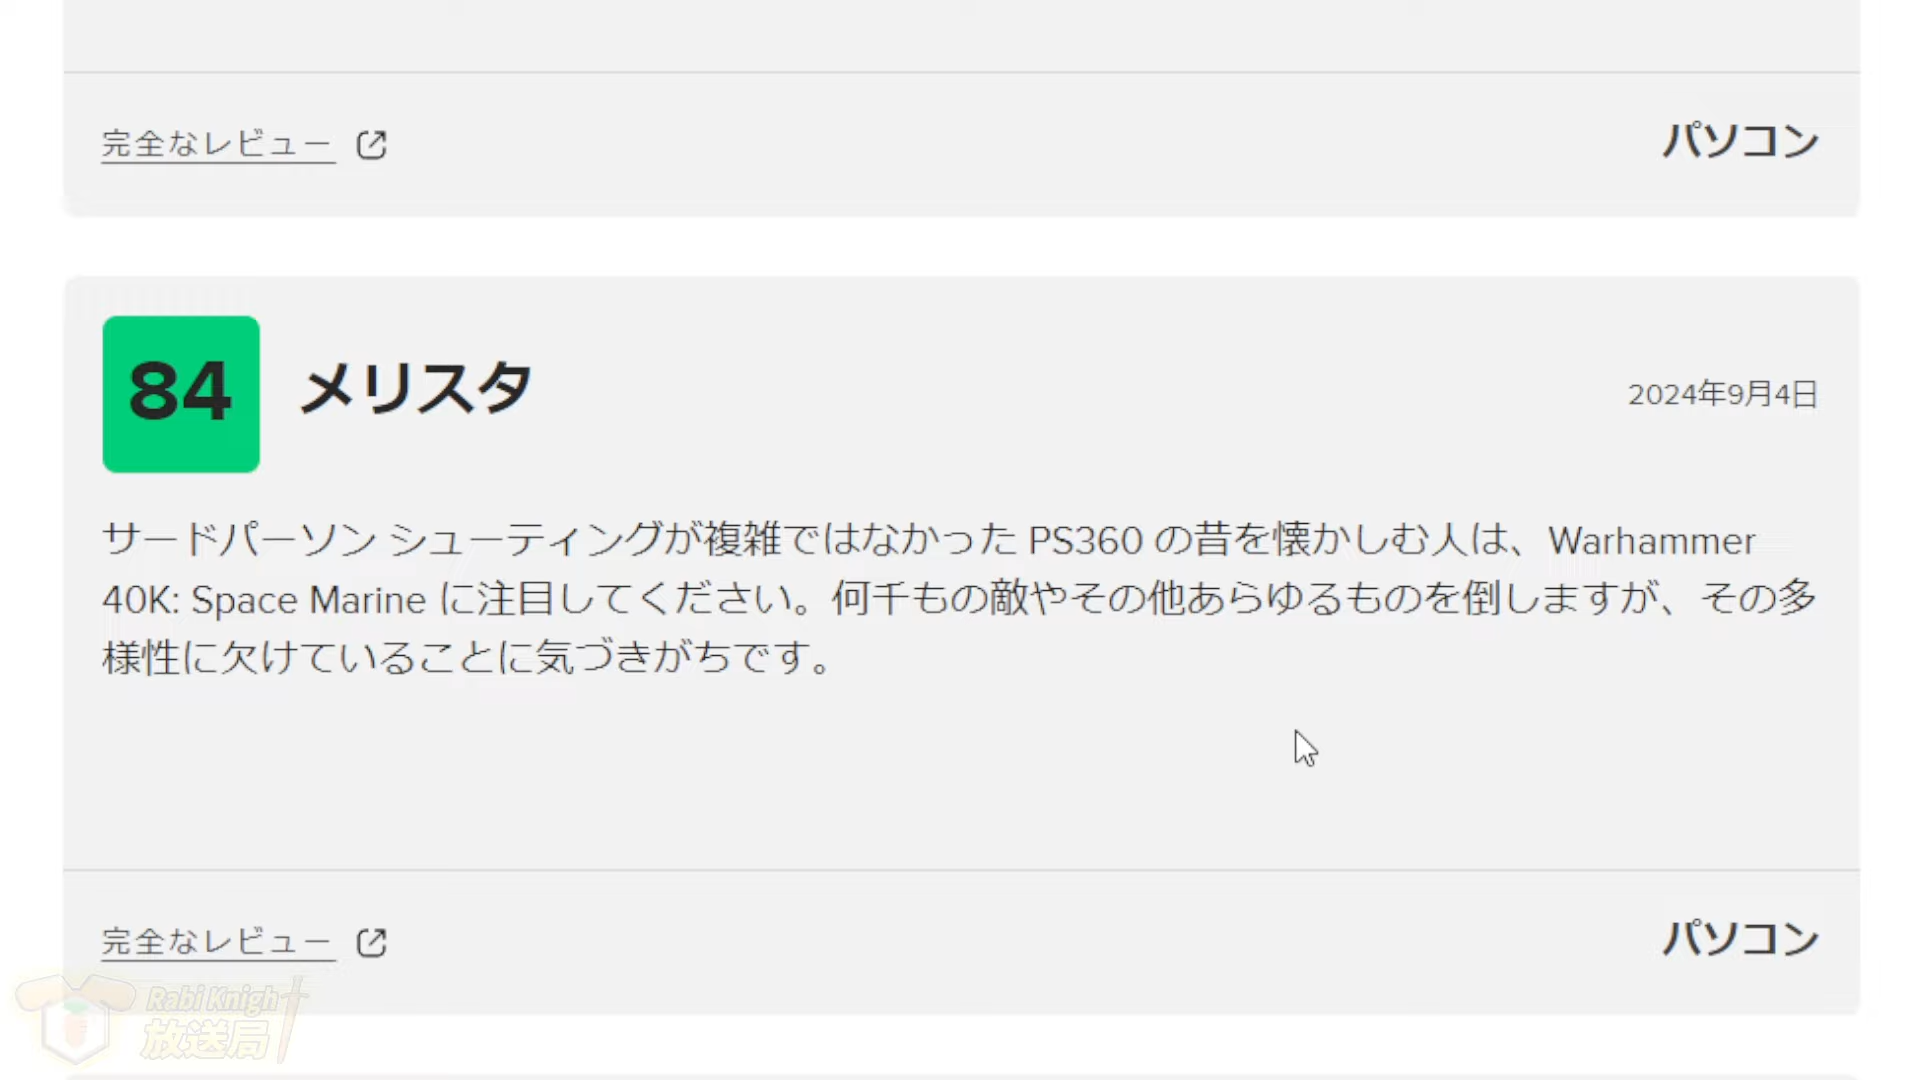 完全なレビュー
パソコン
84 メリスタ
2024年9月4日
サードパーソン シューティングが複雑ではなかった PS360 の昔を懐かしむ人は、Warhammer
40K: Space Marine に注目してください。何千もの敵やその他あらゆるものを倒しますが、その多
様性に欠けていることに気づきがちです。
完全なレビュー
パソコン
Rabi Knight
放送局